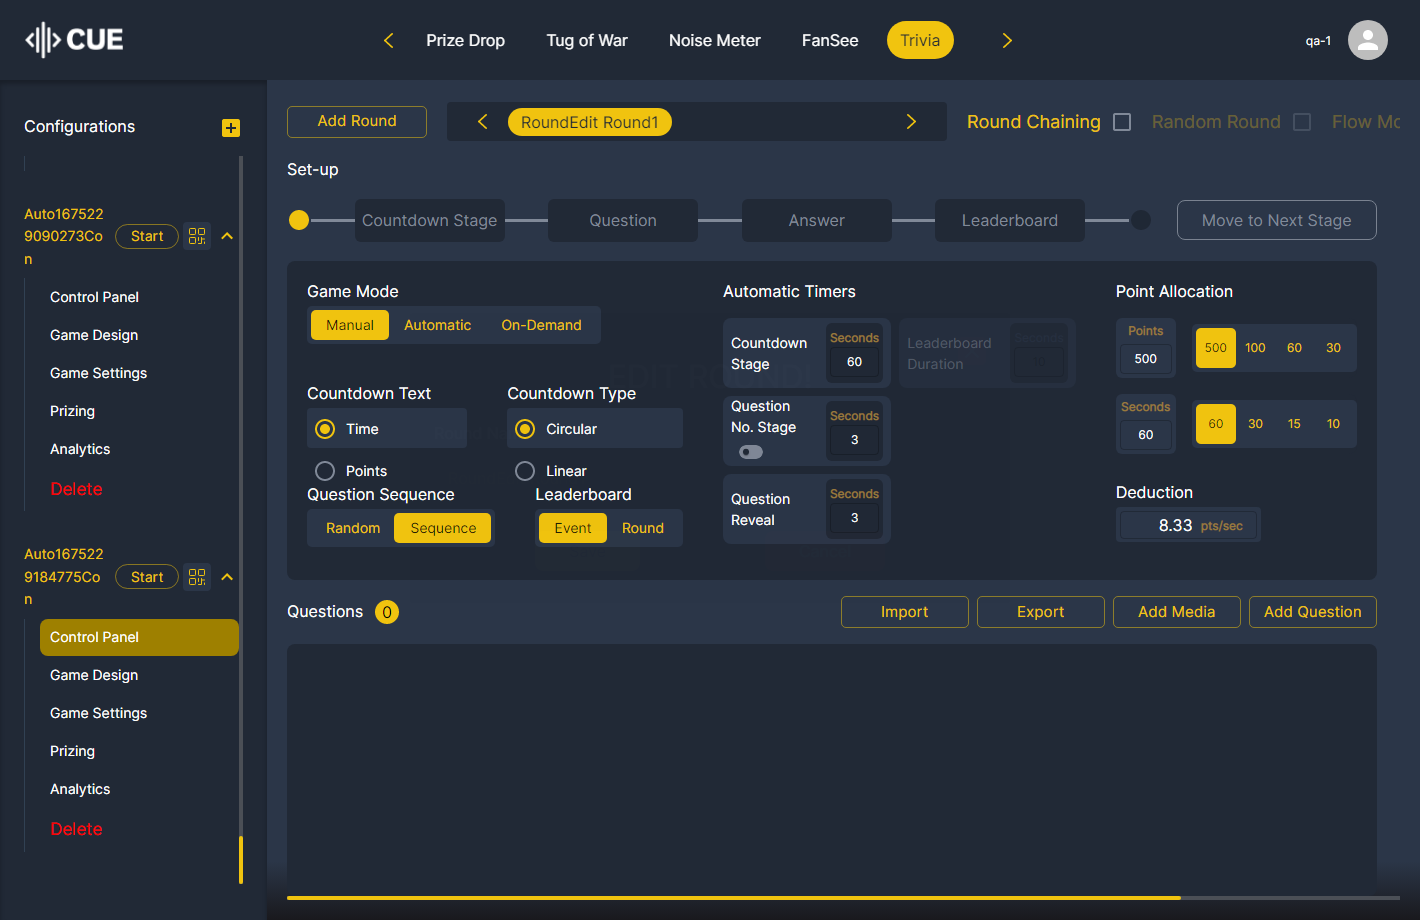 CUE
Prize Drop
Tug of War
Noise Meter
FanSee
Trivia
qa-1
Configurations
Auto167522
9090273Co
n
Start
Control Panel
Game Design
Game Settings
Prizing
Analytics
Delete
Auto167522
9184775Co
n
Start
Control Panel
Game Design
Game Settings
Prizing
Analytics
Delete
Add Round
RoundEdit Round1
Round Chaining
Random Round
Flow Mo
Set-up
Countdown Stage
Question
Answer
Leaderboard
Move to Next Stage
Game Mode
Manual
Automatic
On-Demand
Countdown Text
Time
Points
Countdown Type
Circular
Linear
Question Sequence
Random
Sequence
Leaderboard
Event
Round
Automatic Timers
Countdown
Stage
Seconds
60
Leaderboard
Duration
Seconds
Question
No. Stage
Seconds
3
Question
Reveal
Seconds
3
Point Allocation
Points
500
500
100
60
30
Seconds
60
60
30
15
10
Deduction
8.33 pts/sec
Questions 0
Import
Export
Add Media
Add Question